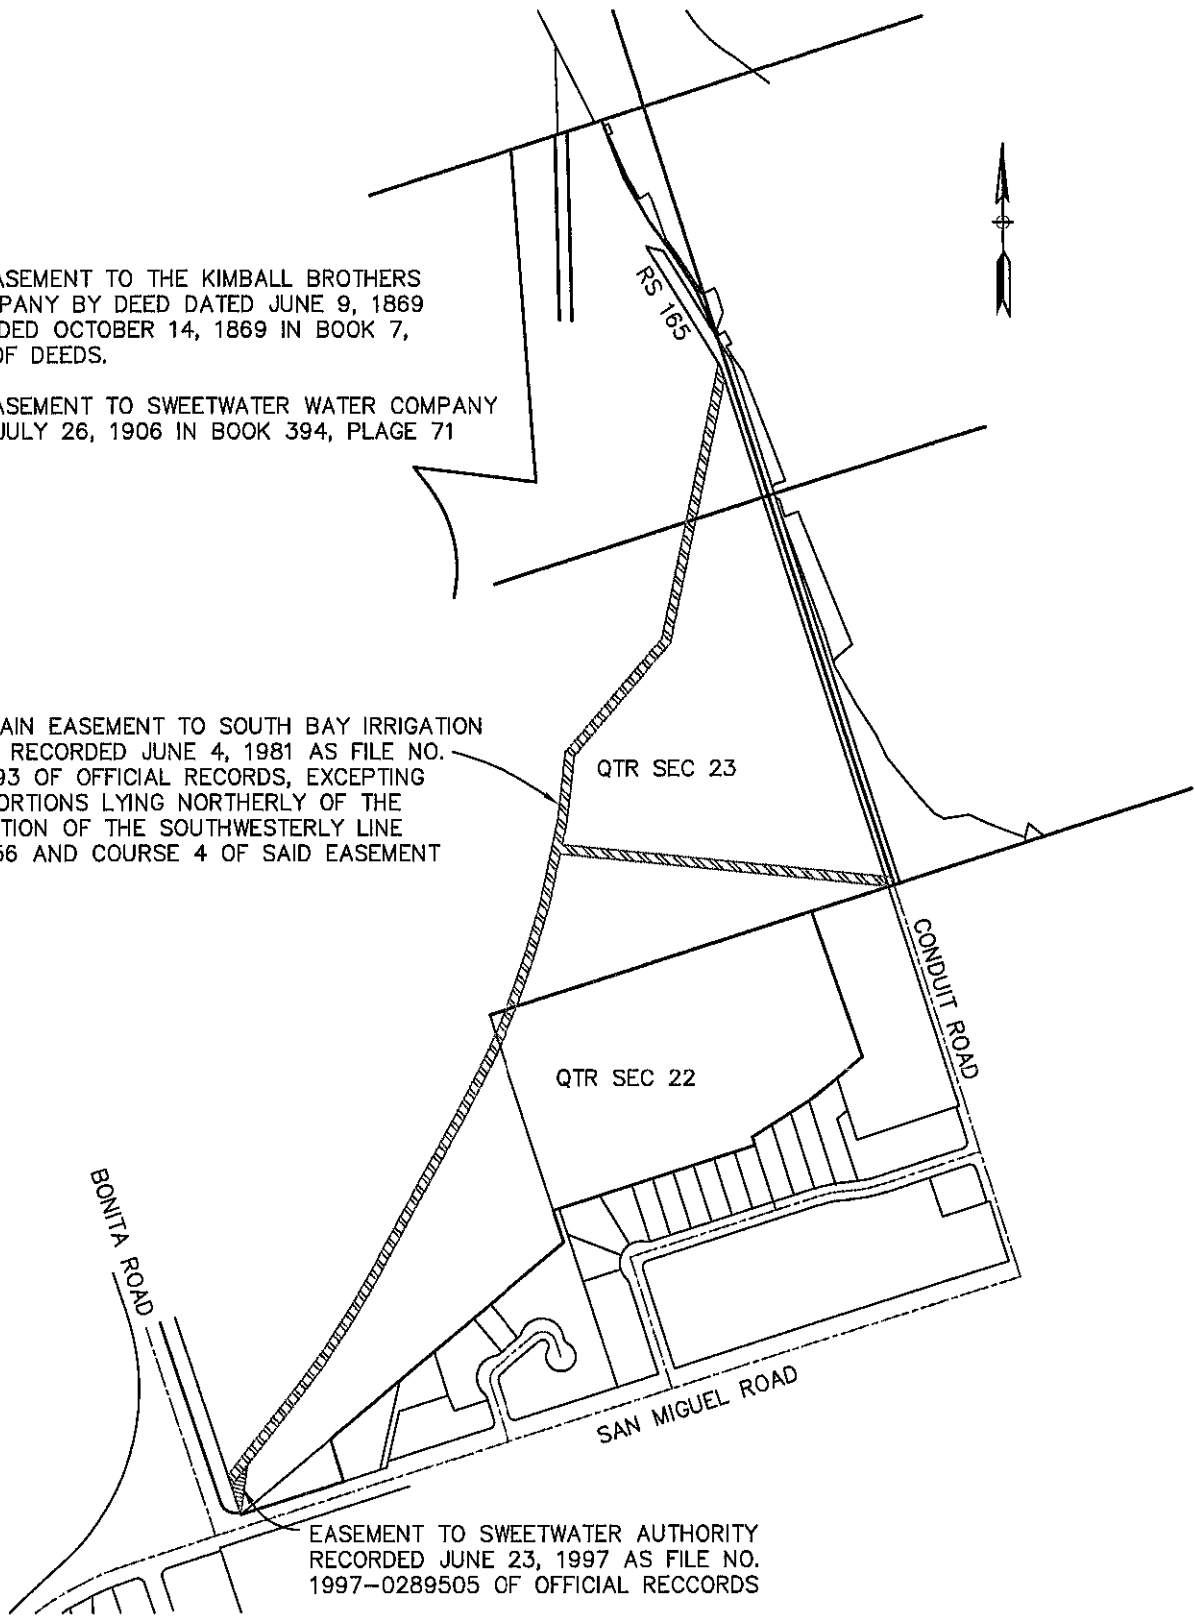 ASEMENT TO THE KIMBALL BROTHERS
PANY BY DEED DATED JUNE 9, 1869
DED OCTOBER 14, 1869 IN BOOK 7,
OF DEEDS.
ASEMENT TO SWEETWATER WATER COMPANY
JULY 26, 1906 IN BOOK 394, PLAGE 71
RS 165
AIN EASEMENT TO SOUTH BAY IRRIGATION
RECORDED JUNE 4, 1981 AS FILE NO.
93 OF OFFICIAL RECORDS, EXCEPTING
ORTIONS LYING NORTHERLY OF THE
TION OF THE SOUTHWESTERLY LINE
66 AND COURSE 4 OF SAID EASEMENT
QTR SEC 23
CONDUIT ROAD
QTR SEC 22
BONITA ROAD
SAN MIGUEL ROAD
EASEMENT TO SWEETWATER AUTHORITY
RECORDED JUNE 23, 1997 AS FILE NO.
1997-0289505 OF OFFICIAL RECCORDS